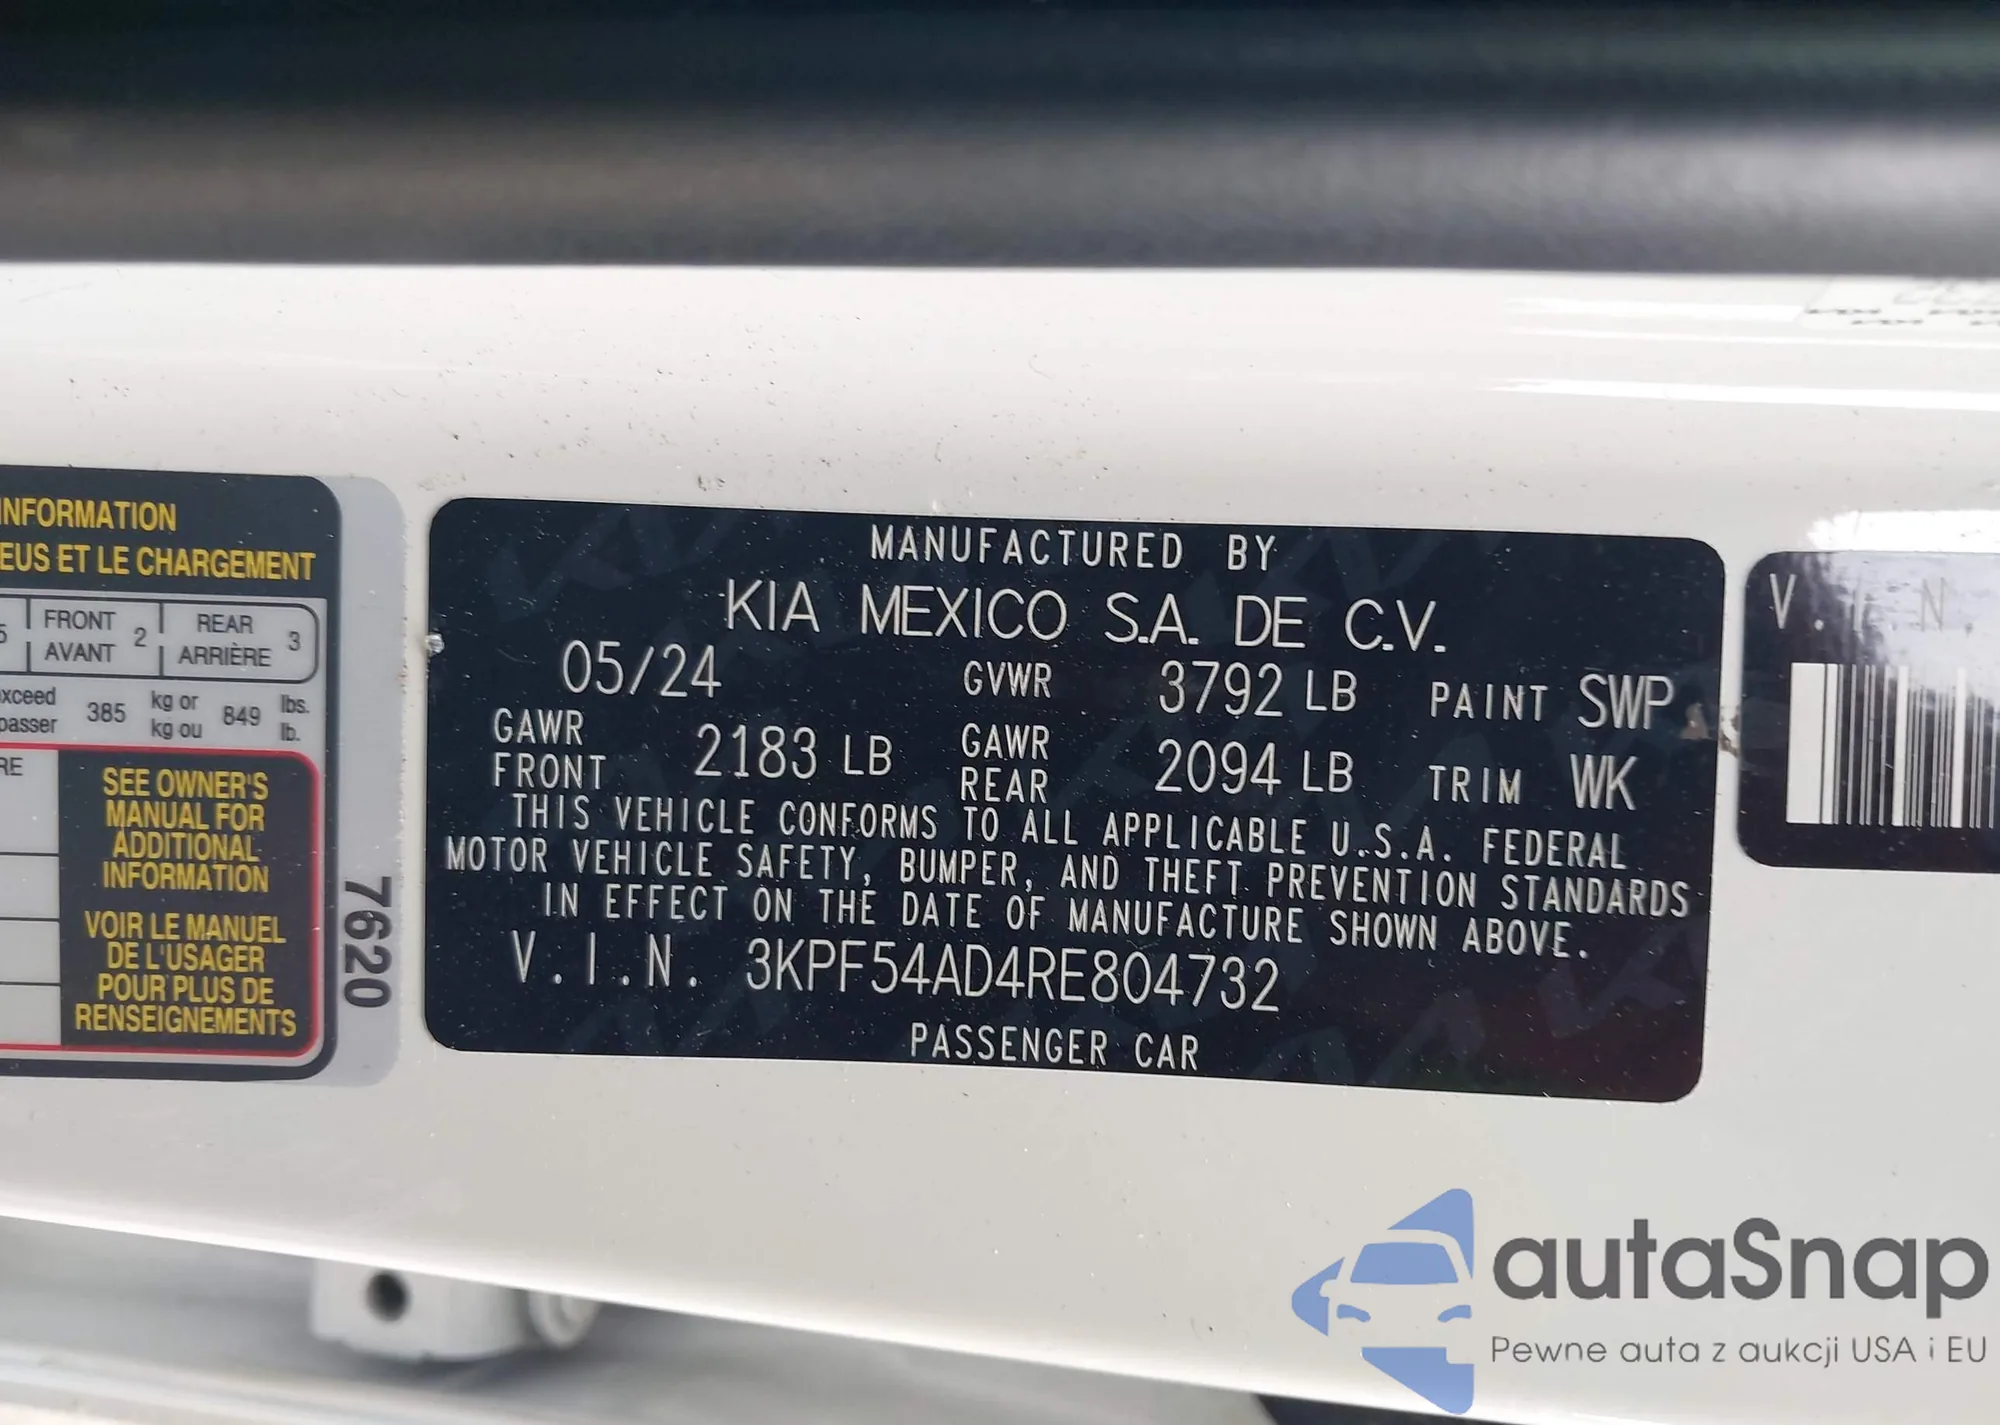 INFORMATION
EUS ET LE CHARGEMENT
5 FRONT AVANT 2 REAR ARRIÈRE 3
xceed
passer
385 kg or
kg ou
849 lbs.
lb.
RE
SEE OWNER'S
MANUAL FOR
ADDITIONAL
INFORMATION
VOIR LE MANUEL
DE L'USAGER
POUR PLUS DE
RENSEIGNEMENTS
7620
MANUFACTURED BY
KIA MEXICO S.A. DE C.V.
05/24 GVWR 3792 LB PAINT SWP
GAWR FRONT 2183 LB GAWR REAR 2094 LB TRIM WK
THIS VEHICLE CONFORMS TO ALL APPLICABLE U.S.A. FEDERAL
MOTOR VEHICLE SAFETY, BUMPER, AND THEFT PREVENTION STANDARDS
IN EFFECT ON THE DATE OF MANUFACTURE SHOWN ABOVE.
V.I.N. 3KPF54AD4RE804732
PASSENGER CAR
V.I.N.
autaSnap
Pewne auta z aukcji USA i EU